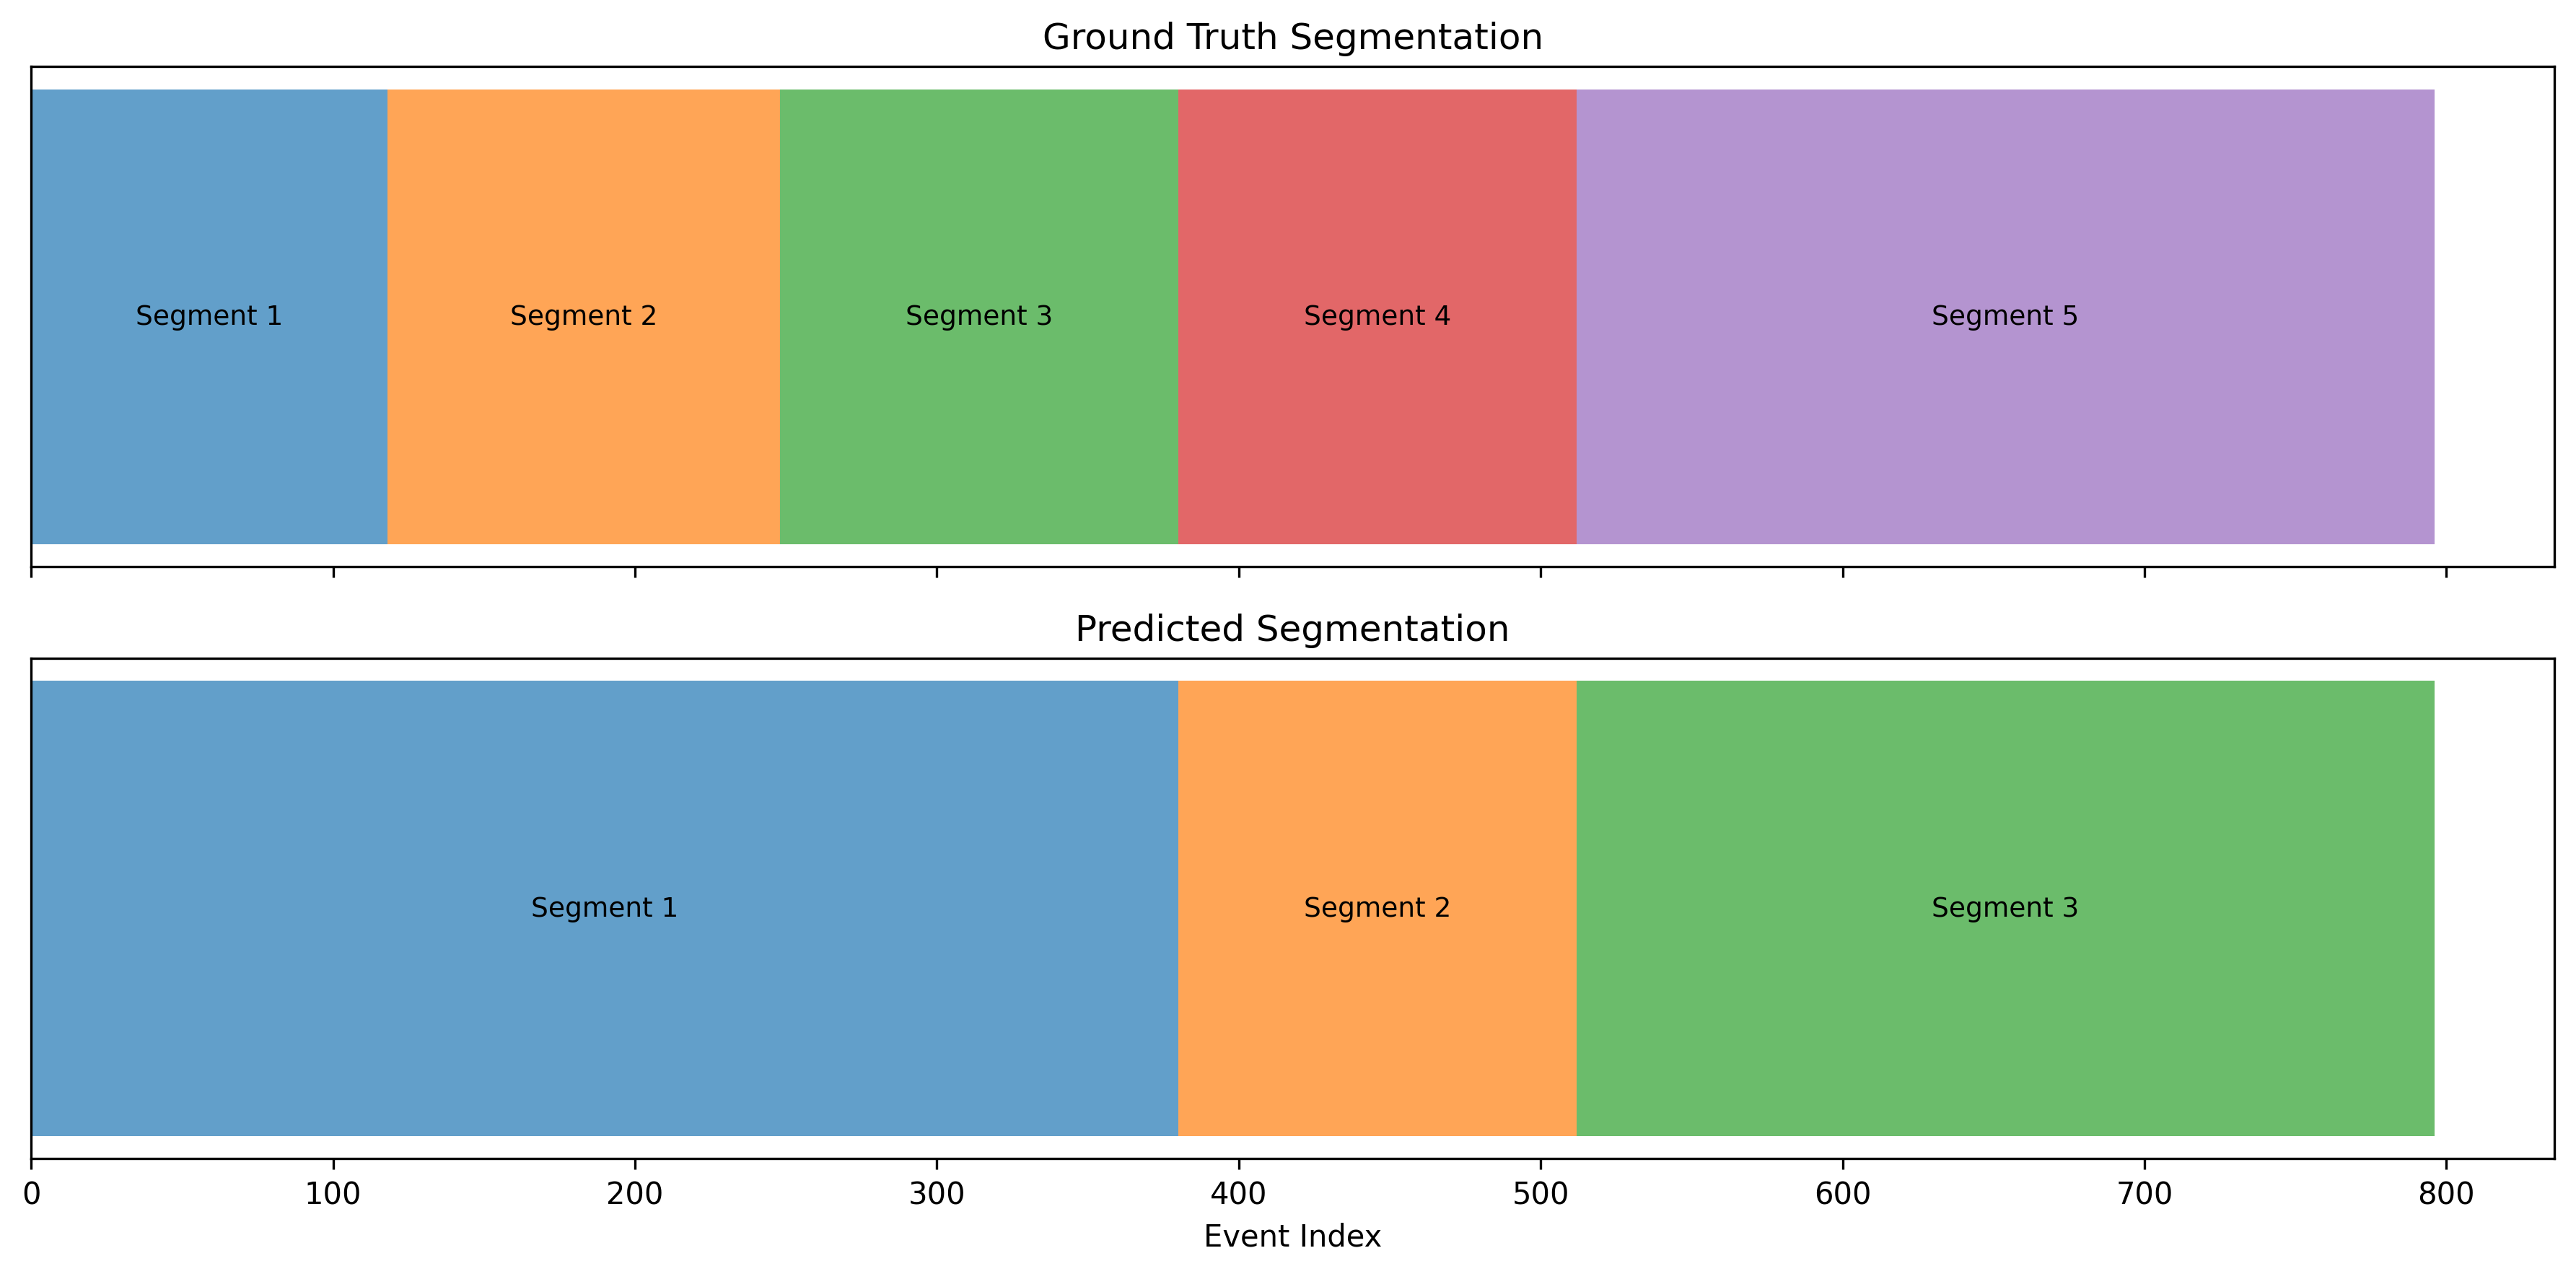 Ground Truth Segmentation
Segment 1 Segment 2 Segment 3 Segment 4 Segment 5
Predicted Segmentation
Segment 1 Segment 2 Segment 3
0 100 200 300 400 500 600 700 800
Event Index